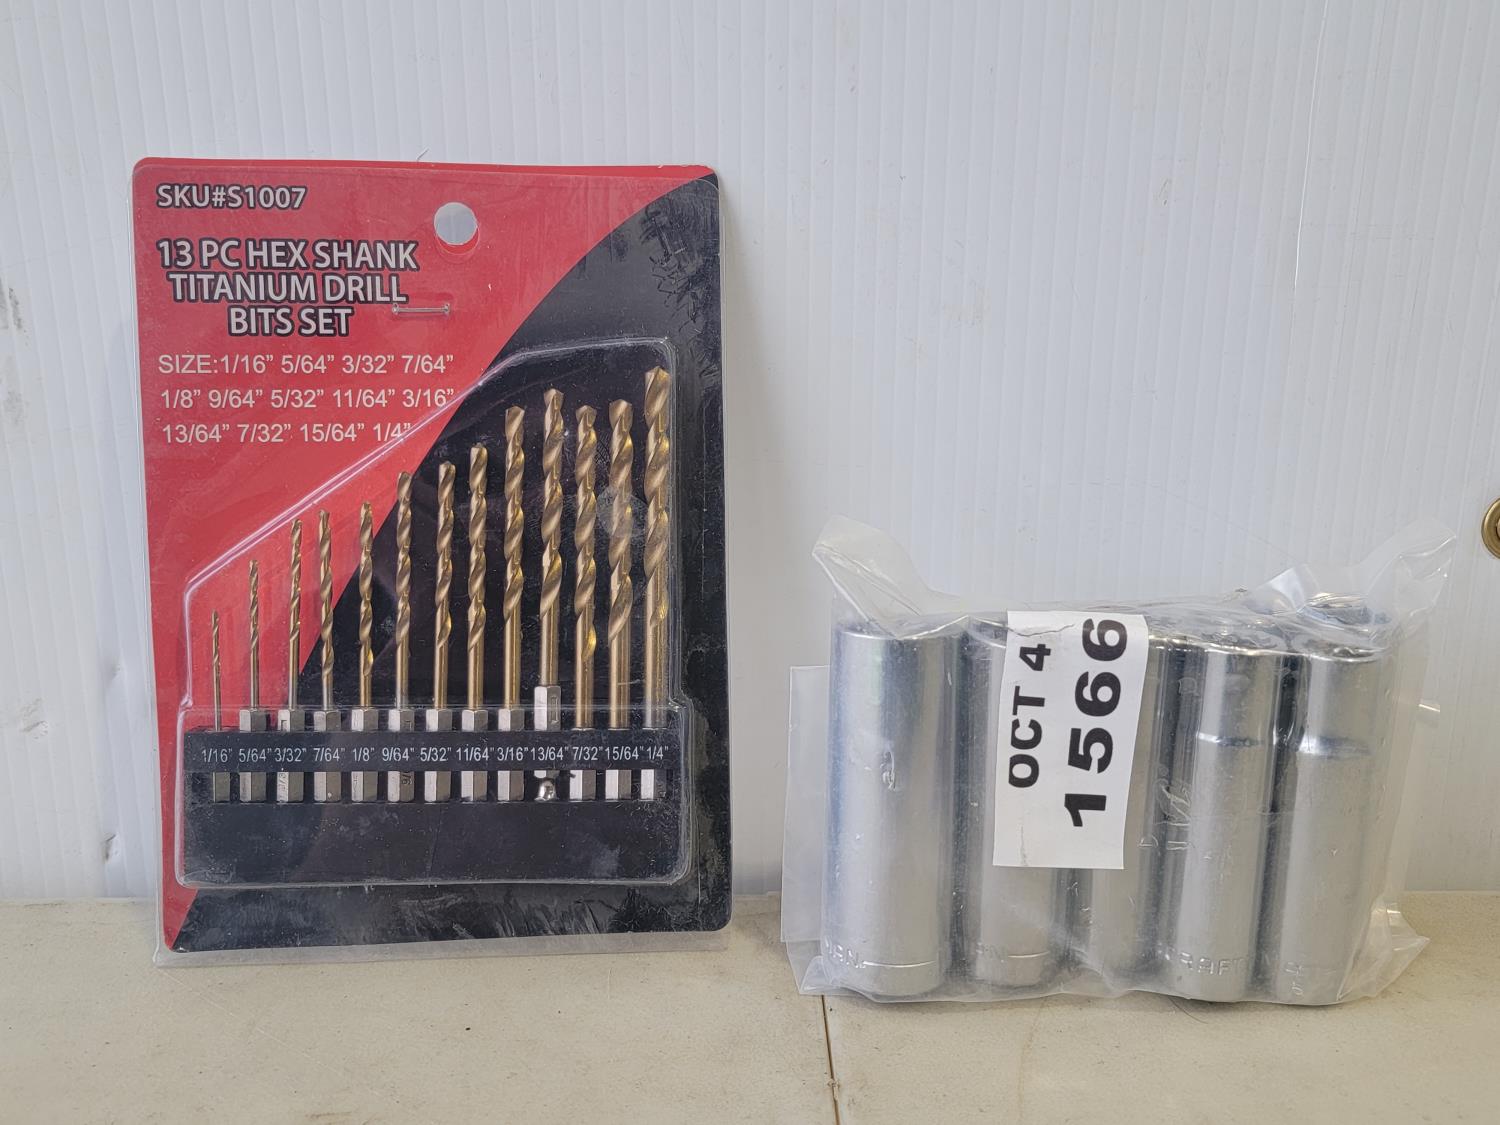 SKU#S1007
13 PC HEX SHANK
TITANIUM DRILL
BITS SET
SIZE:1/16” 5/64” 3/32” 7/64”
1/8” 9/64” 5/32” 11/64” 3/16”
13/64” 7/32” 15/64” 1/4”
1/16” 5/64” 3/32” 7/64” 1/8” 9/64” 5/32” 11/64” 3/16” 13/64” 7/32” 15/64” 1/4”
OCT 4
1566